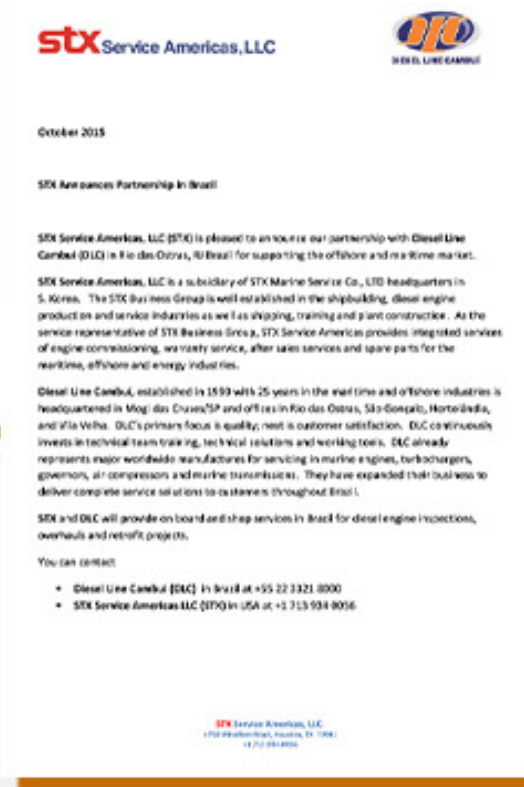 stx Service Americas, LLC
DIESEL LINE CAMBUÍ
October 2015
STX Announces Partnership in Brazil
STX Service Americas, LLC (STX) is pleased to announce our partnership with Diesel Line
Cambuí (DLC) in Rio das Ostras, RJ Brazil for supporting the offshore and maritime market.
STX Service Americas, LLC is a subsidiary of STX Marine Service Co., LTD headquarters in
S. Korea. The STX Business Group is well established in the shipbuilding, diesel engine
production and service industries as well as shipping, training and plant construction. As the
service representative of STX Business Group, STX Service Americas provides integrated services
of engine commissioning, warranty service, after sales services and spare parts for the
maritime, offshore and energy industries.
Diesel Line Cambuí, established in 1990 with 25 years in the maritime and offshore industries is
headquartered in Mogi das Cruses/SP and offices in Rio das Ostras, São Gonçalo, Hortolândia,
and Vila Velha. DLC's primary focus is quality; next is customer satisfaction. DLC continuously
invests in technical team training, technical solutions and working tools. DLC already
represents major worldwide manufactures for servicing in marine engines, turbochargers,
governors, air compressors and marine transmissions. They have expanded their business to
deliver complete service solutions to customers throughout Brazil.
STX and DLC will provide on board and shop services in Brazil for diesel engine inspections,
overhauls and retrofit projects.
You can contact
• Diesel Line Cambuí (DLC) in Brazil at +55 22 3321 8000
• STX Service Americas LLC (STX) in USA at +1 713 934 0056
STX Service Americas, LLC
Houston, TX